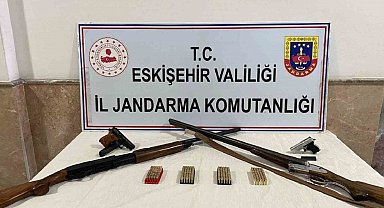 T.C.
ESKİŞEHİR VALİLİĞİ
İL JANDARMA KOMUTANLIĞI